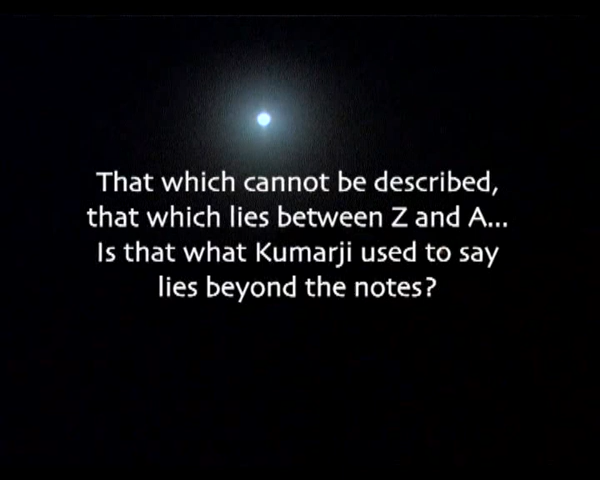 That which cannot be described,
that which lies between Z and A...
Is that what Kumarji used to say
lies beyond the notes?